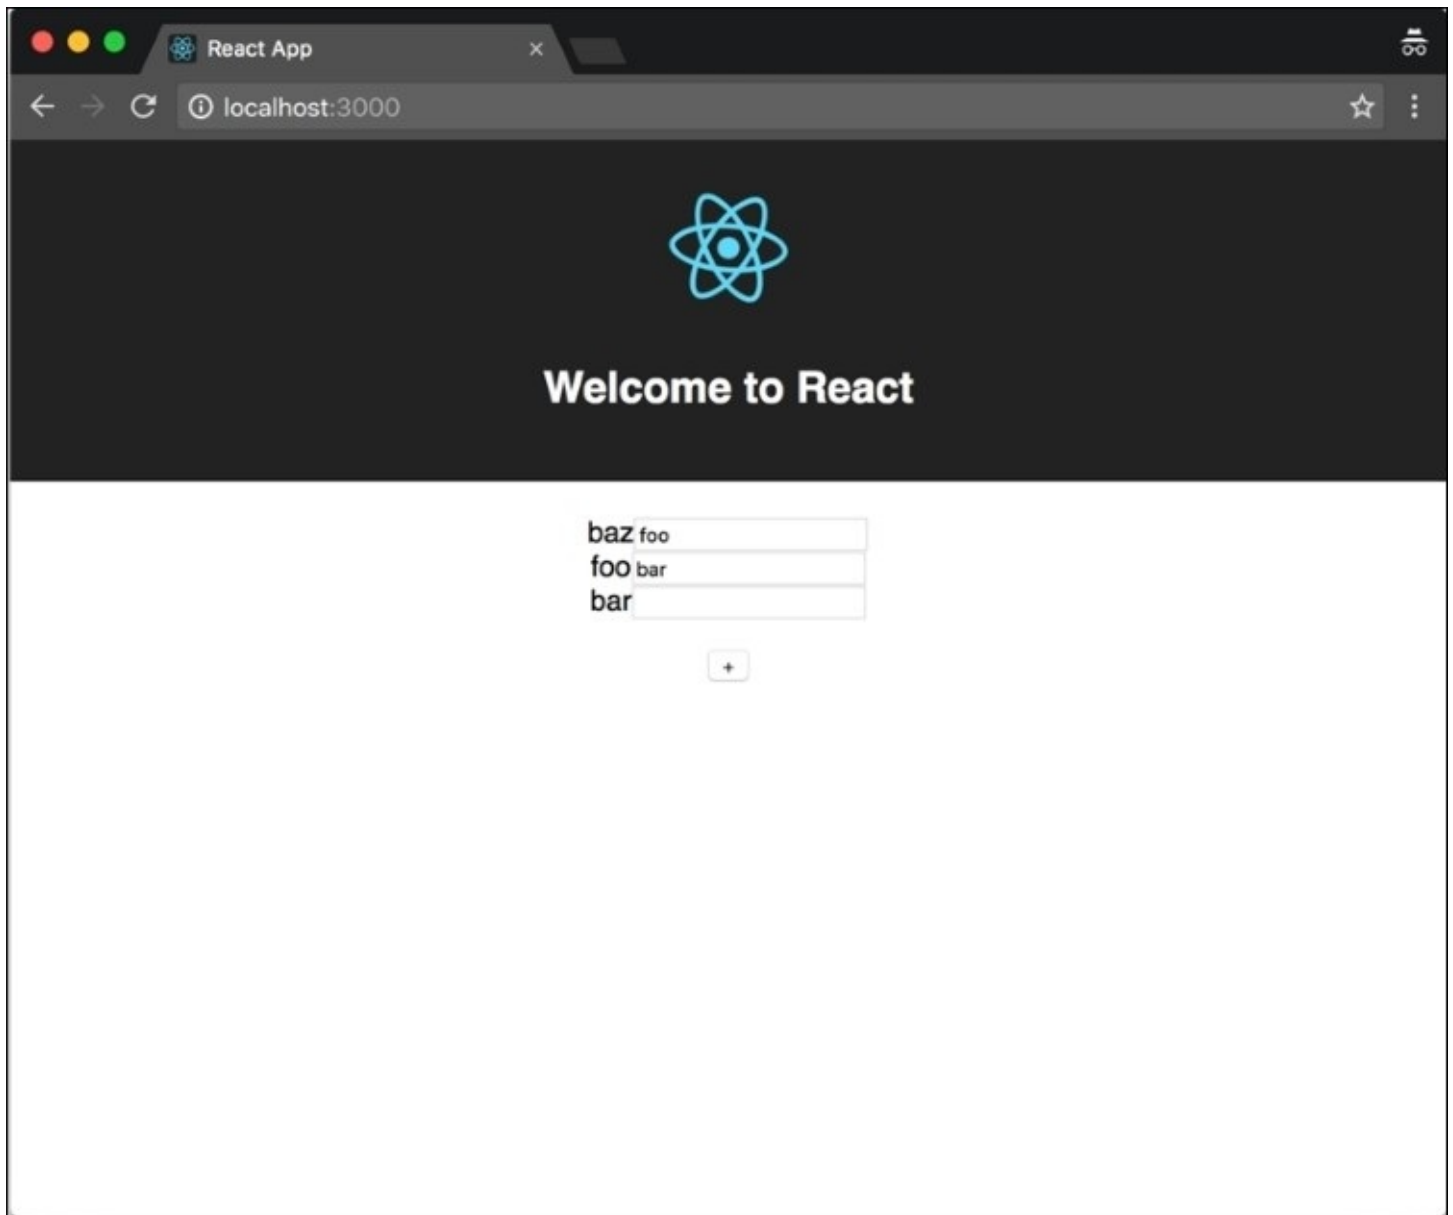 React App
localhost:3000
Welcome to React
baz foo
foo bar
bar
+